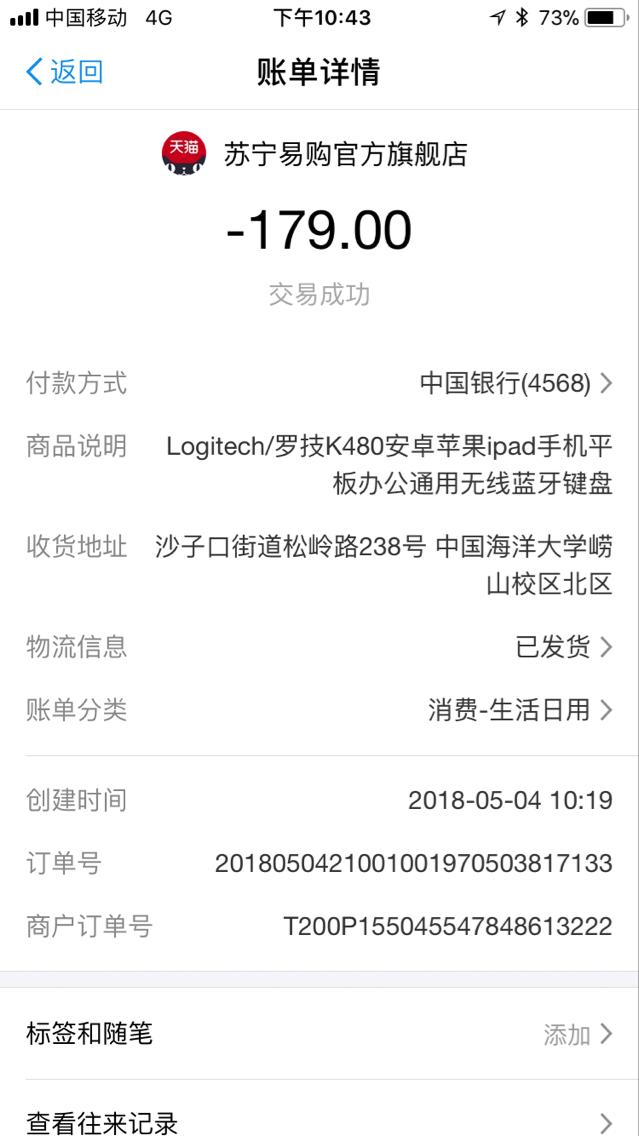 中国移动 4G 下午10:43 73%
返回 账单详情
天猫 苏宁易购官方旗舰店
-179.00
交易成功
付款方式 中国银行(4568)
商品说明 Logitech/罗技K480安卓苹果ipad手机平
板办公通用无线蓝牙键盘
收货地址 沙子口街道松岭路238号 中国海洋大学崂
山校区北区
物流信息 已发货
账单分类 消费-生活日用
创建时间 2018-05-04 10:19
订单号 2018050421001001970503817133
商户订单号 T200P155045547848613222
标签和随笔 添加
查看往来记录